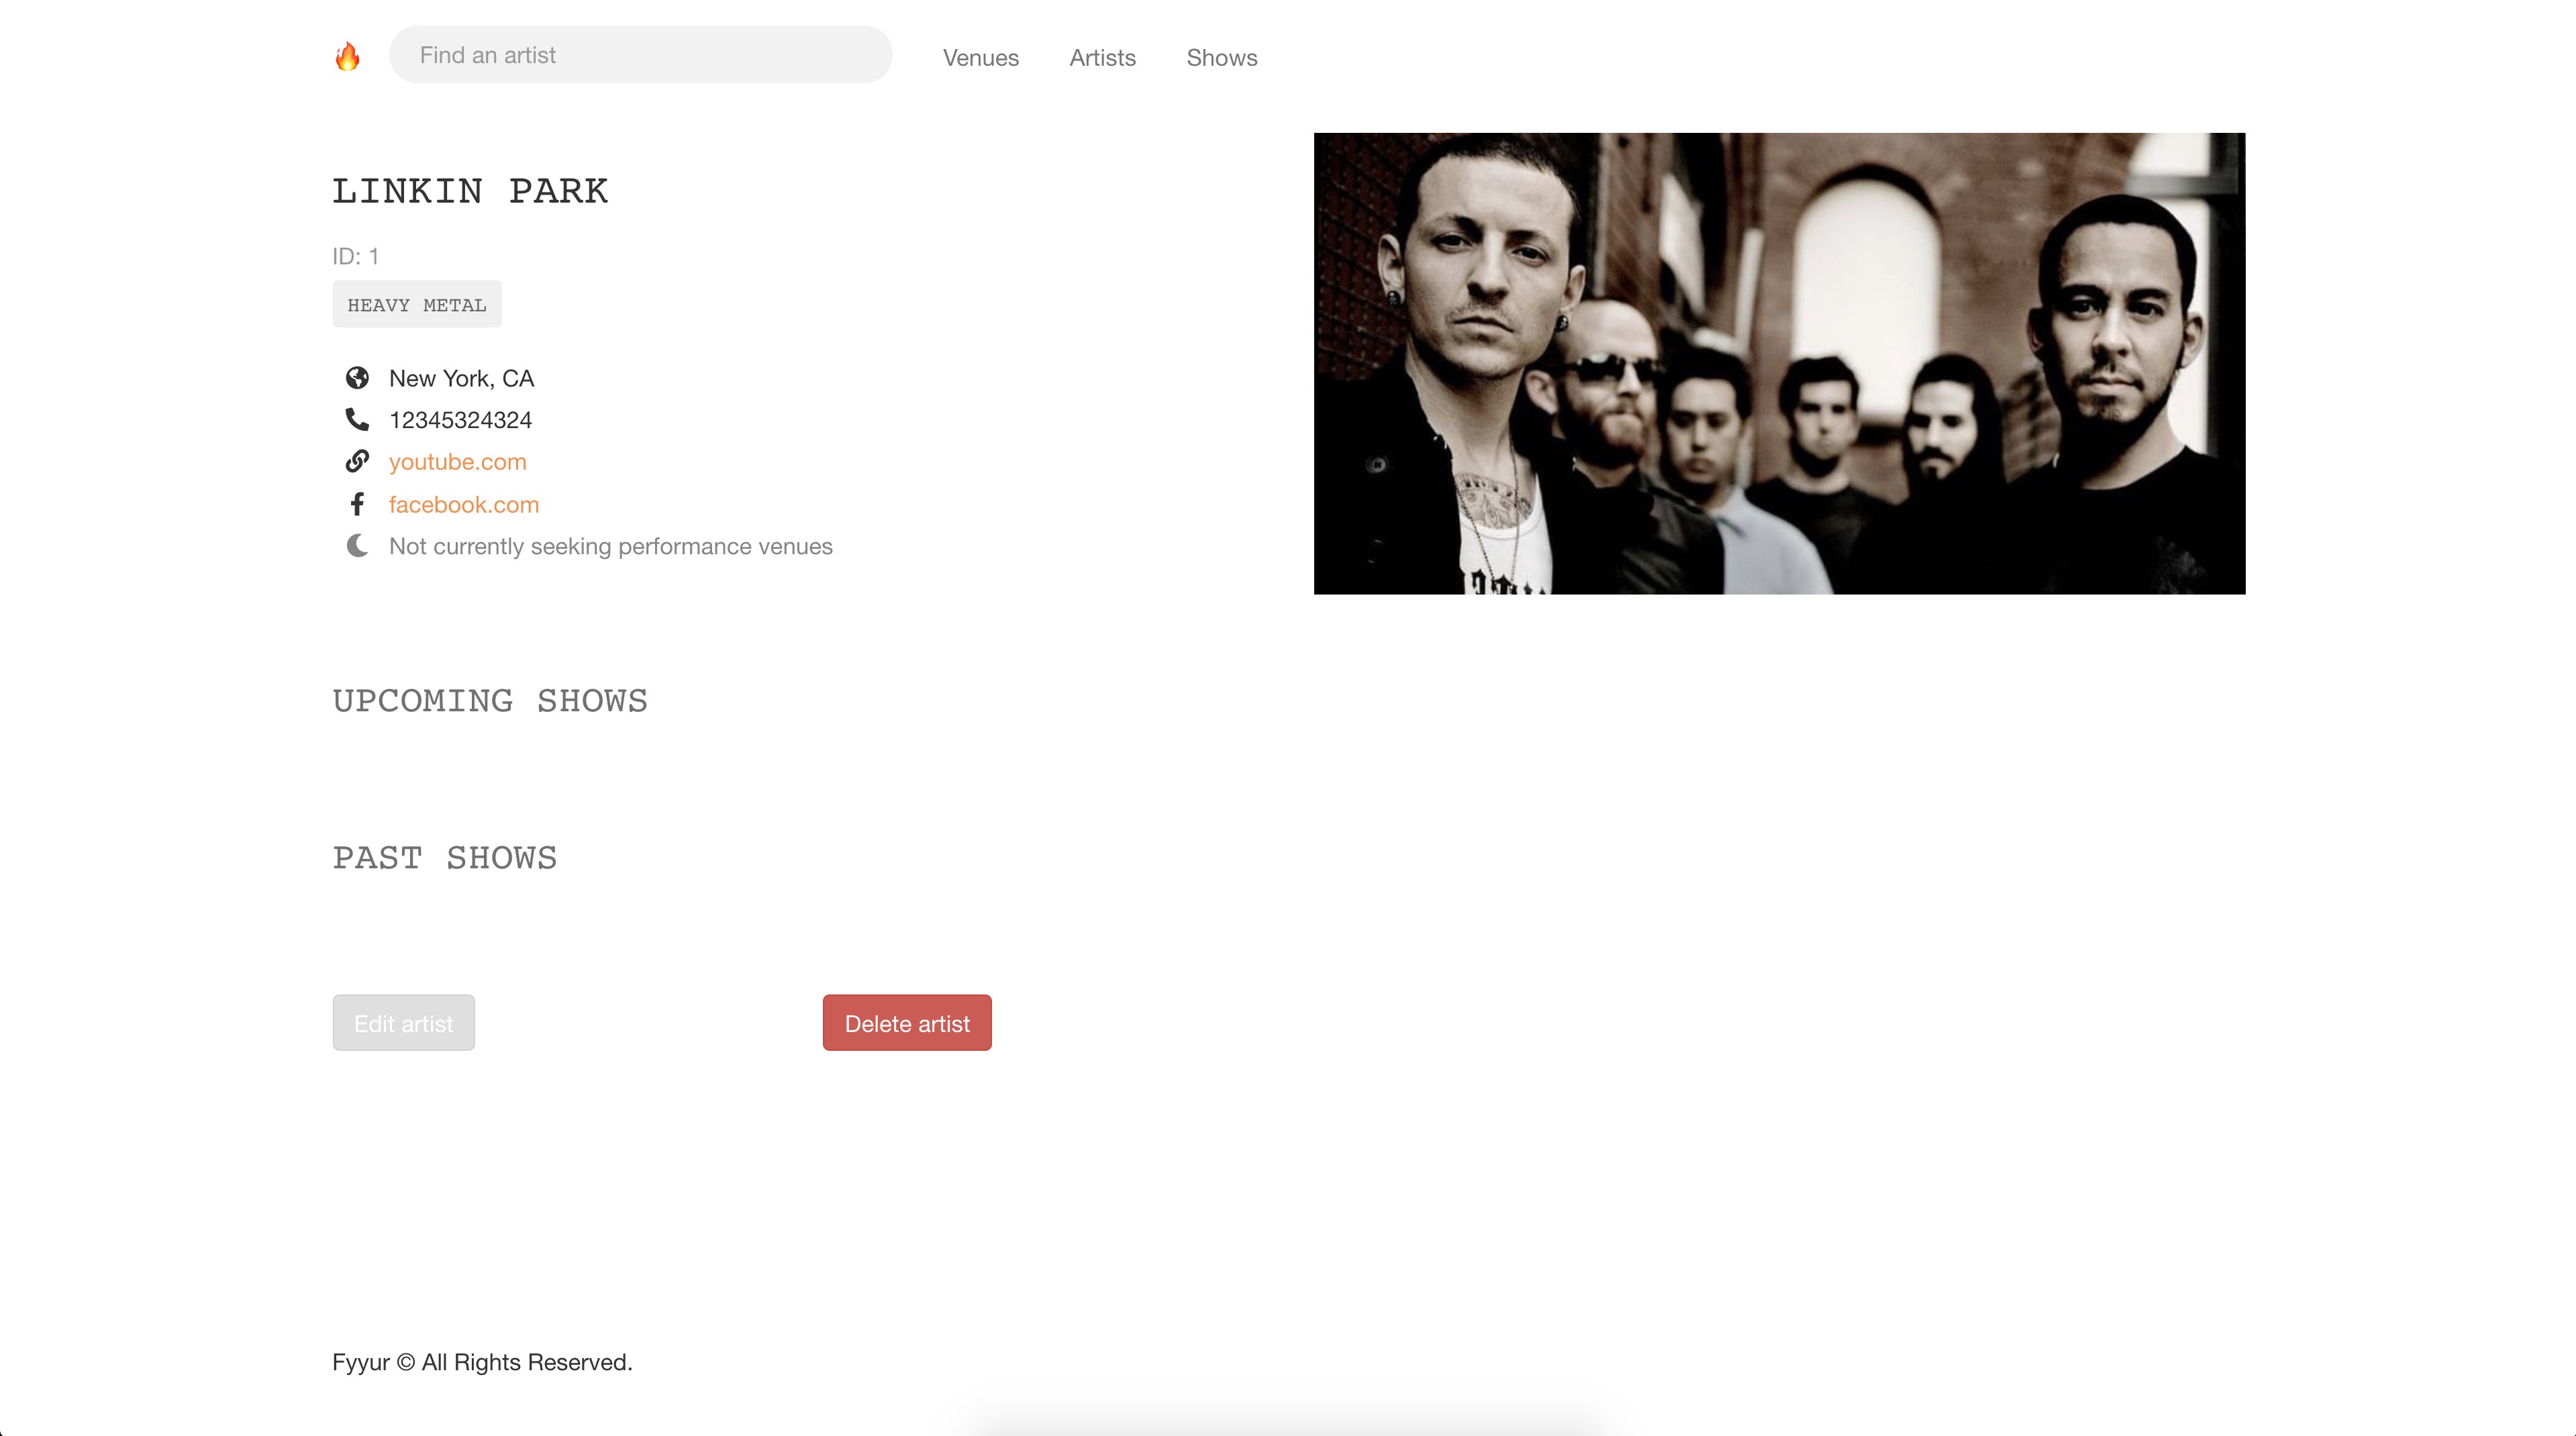 Find an artist
Venues
Artists
Shows
LINKIN PARK
ID: 1
HEAVY METAL
New York, CA
12345324324
youtube.com
facebook.com
Not currently seeking performance venues
UPCOMING SHOWS
PAST SHOWS
Edit artist
Delete artist
Fyyur © All Rights Reserved.